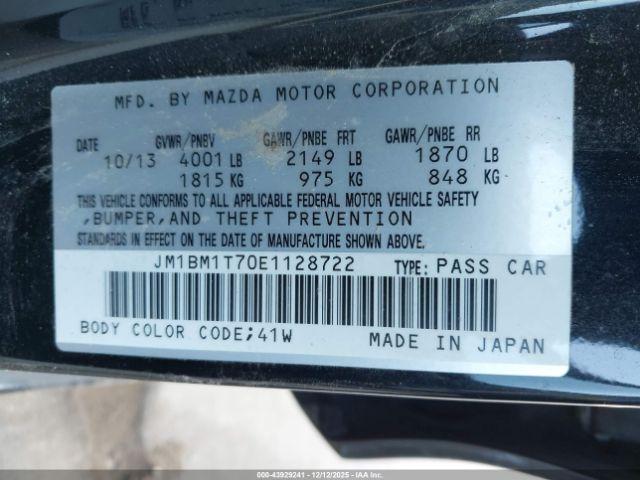 MFD. BY MAZDA MOTOR CORPORATION
DATE GVWR/PNBV GAWR/PNBE FRT GAWR/PNBE RR
10/13 4001 LB 2149 LB 1870 LB
1815 KG 975 KG 848 KG
THIS VEHICLE CONFORMS TO ALL APPLICABLE FEDERAL MOTOR VEHICLE SAFETY
,BUMPER,AND THEFT PREVENTION
STANDARDS IN EFFECT ON THE DATE OF MANUFACTURE SHOWN ABOVE.
JM1BM1T70E1128722 TYPE: PASS CAR
BODY COLOR CODE;41W MADE IN JAPAN
000-43929241 - 12/12/2025 - COPART